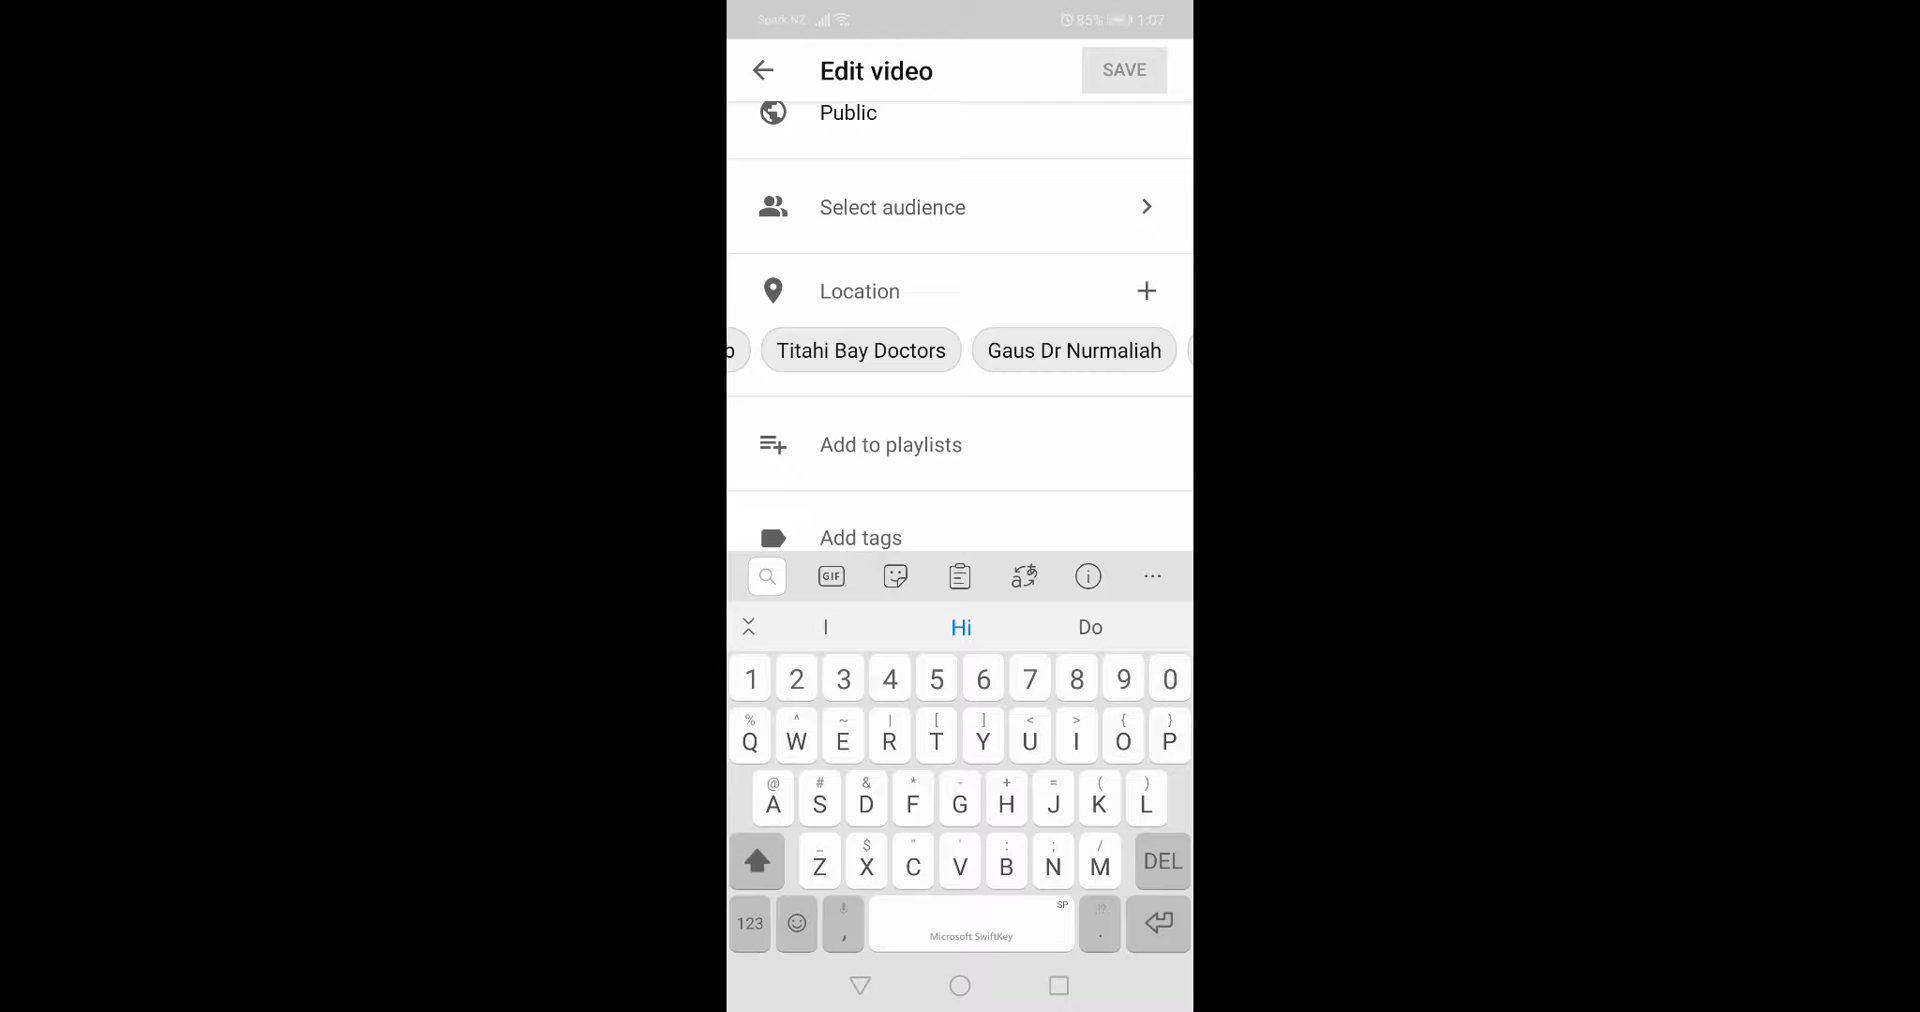 Spark NZ 85% 1:07
Edit video SAVE
Public
Select audience
Location
Titahi Bay Doctors Gaus Dr Nurmaliah
Add to playlists
Add tags
GIF
I Hi Do
1 2 3 4 5 6 7 8 9 0
% ^ ~ | [ ] < > { }
Q W E R T Y U I O P
@ # & * - + = ( )
A S D F G H J K L
_ $ " ' : ; /
Z X C V B N M DEL
SP
123 , Microsoft SwiftKey !? .